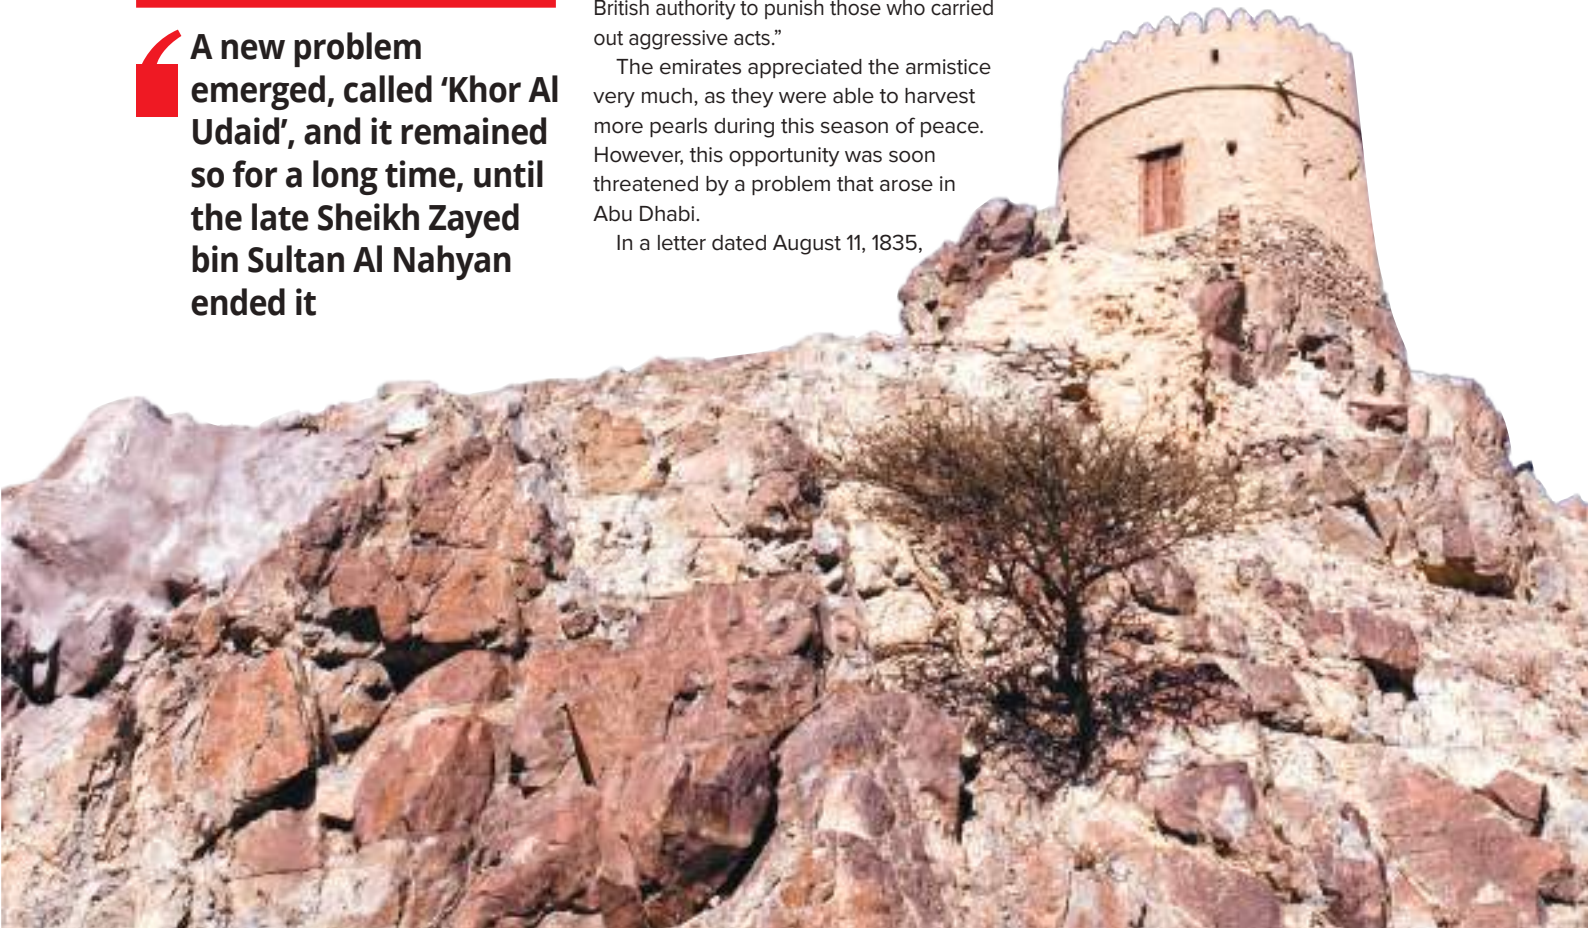 A new problem
emerged, called ‘Khor Al
Udaid’, and it remained
so for a long time, until
the late Sheikh Zayed
bin Sultan Al Nahyan
ended it
British authority to punish those who carried
out aggressive acts.”
The emirates appreciated the armistice
very much, as they were able to harvest
more pearls during this season of peace.
However, this opportunity was soon
threatened by a problem that arose in
Abu Dhabi.
In a letter dated August 11, 1835,